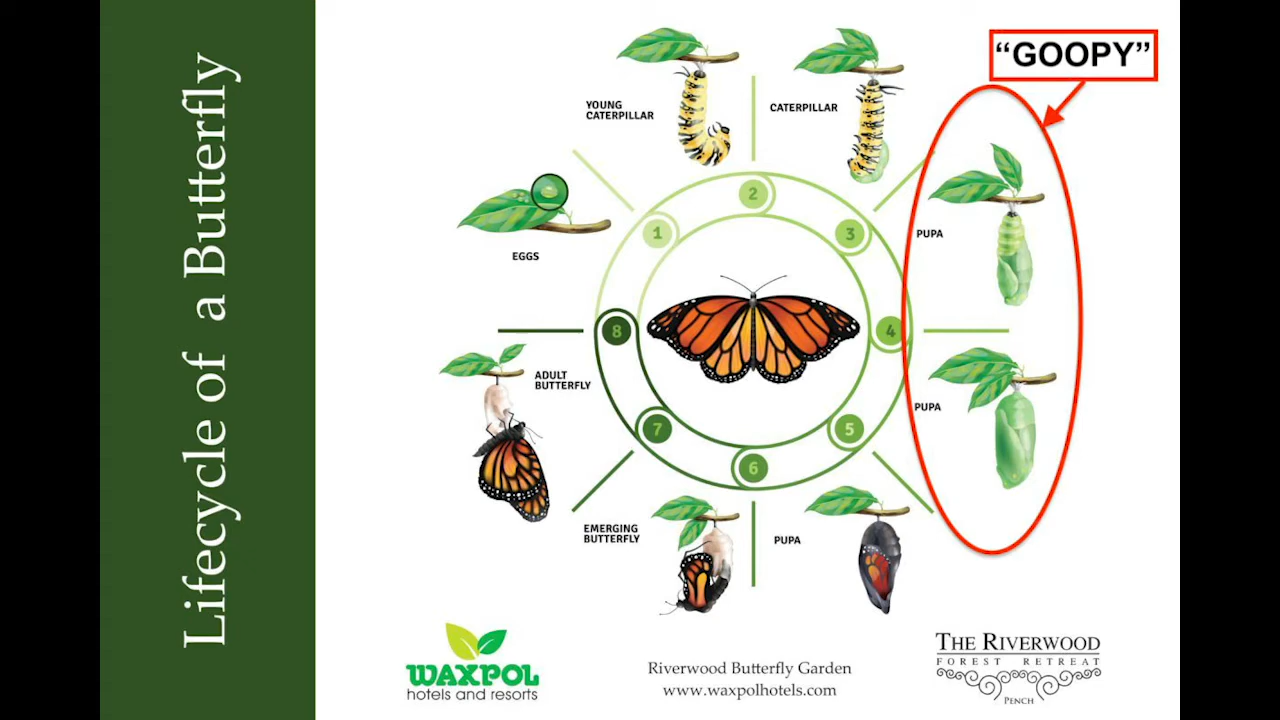 Lifecycle of a Butterfly
“GOOPY”
YOUNG
CATERPILLAR
CATERPILLAR
EGGS
PUPA
1
2
3
4
5
6
7
8
ADULT
BUTTERFLY
PUPA
EMERGING
BUTTERFLY
PUPA
WAXPOL
hotels and resorts
Riverwood Butterfly Garden
www.waxpolhotels.com
THE RIVERWOOD
FOREST RETREAT
PENCH